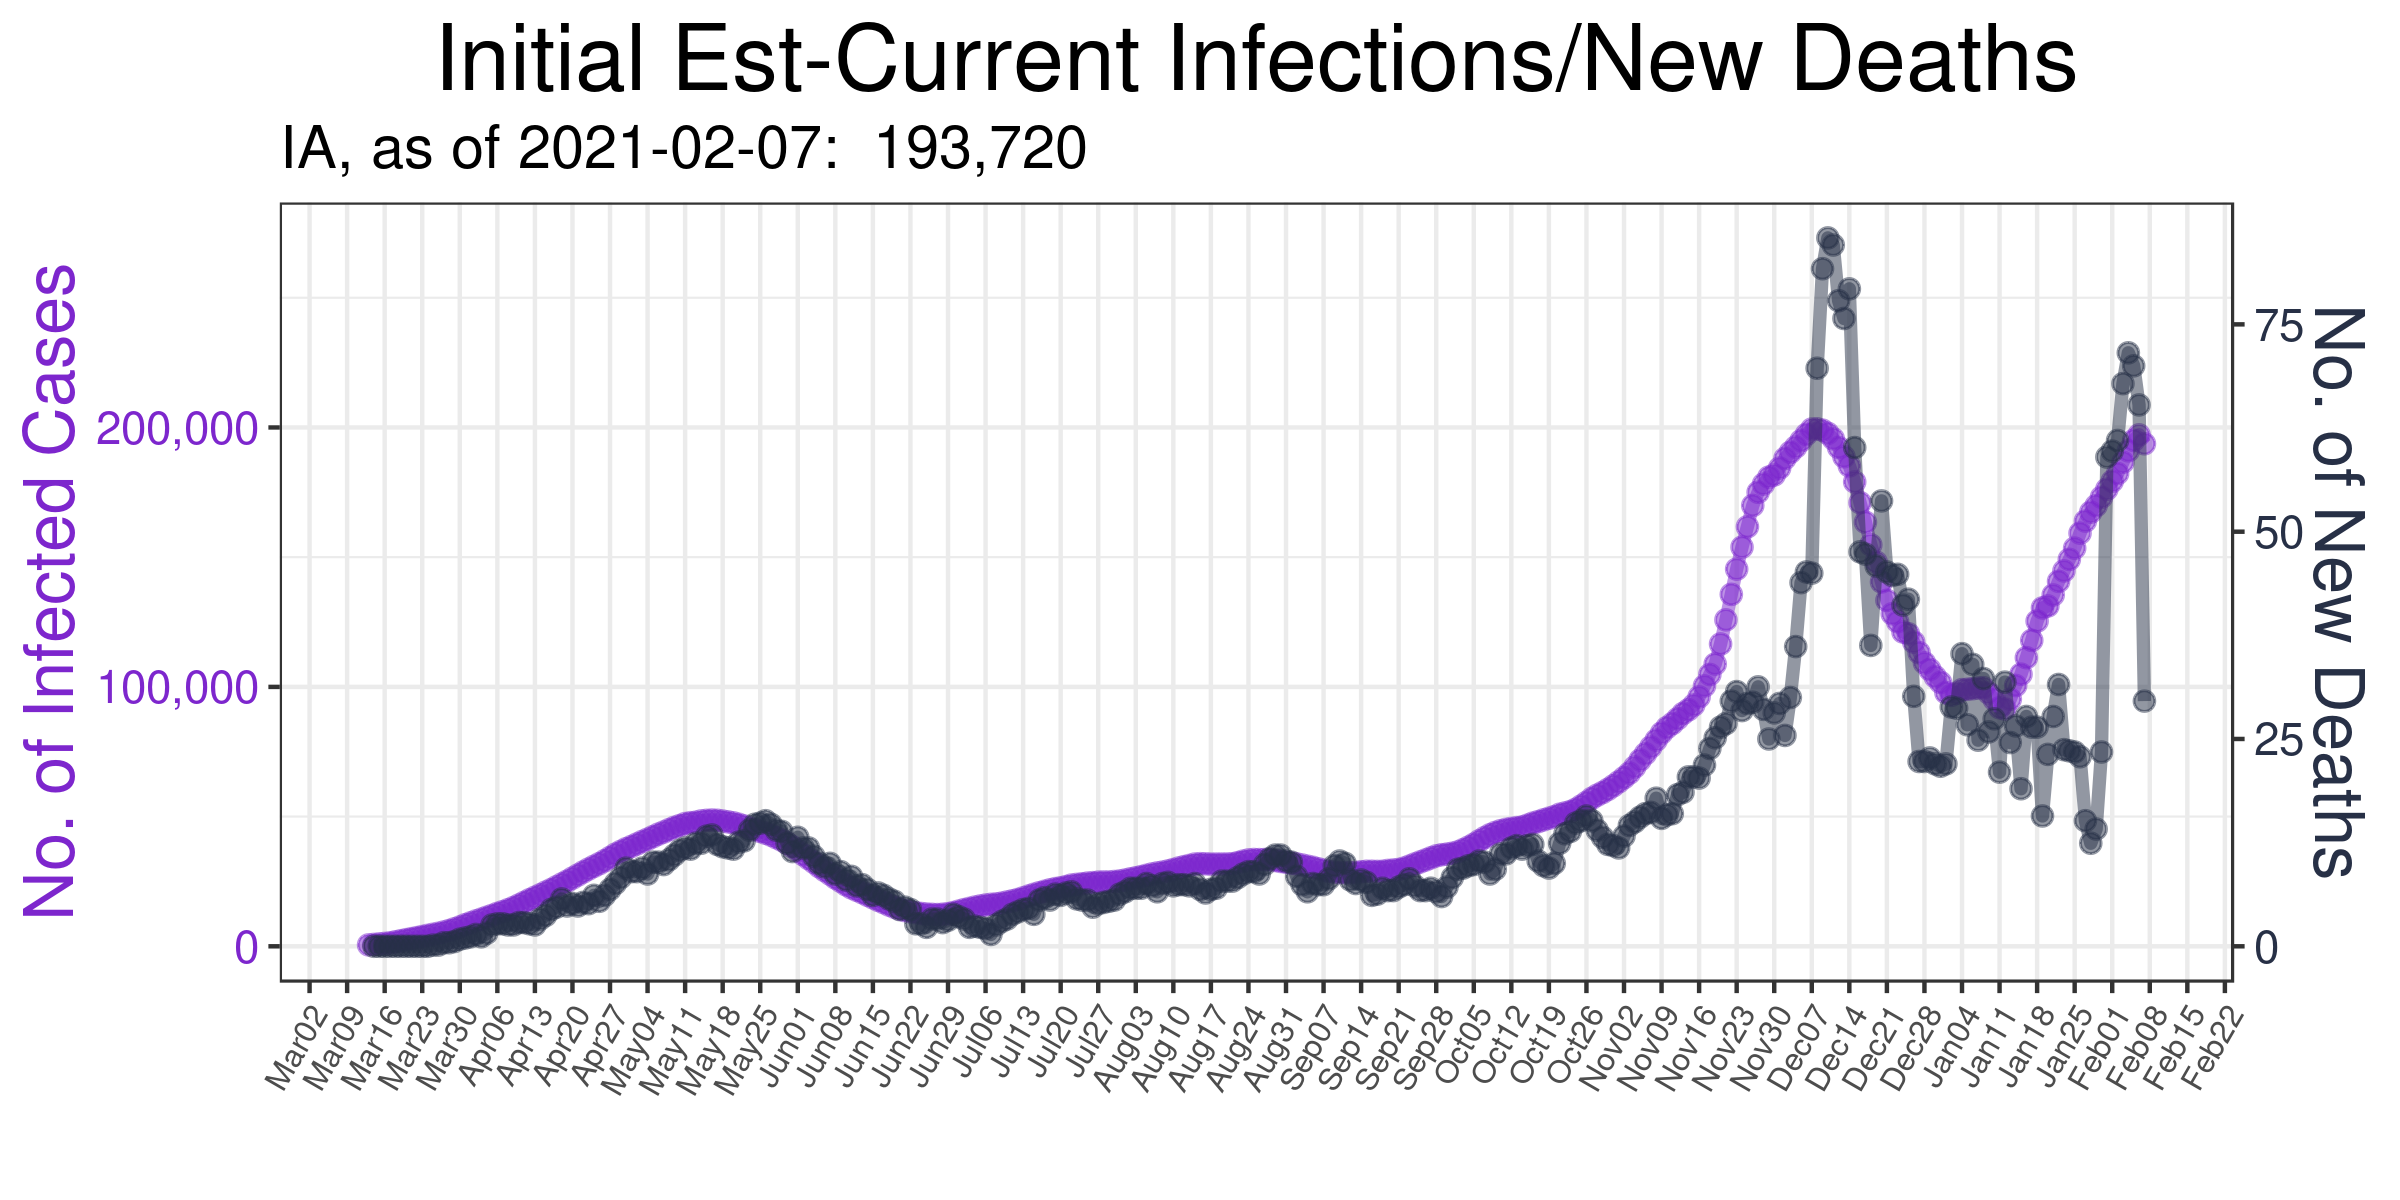 Initial Est-Current Infections/New Deaths
IA, as of 2021-02-07:  193,720
No. of Infected Cases
200,000
100,000
0
75
50
25
0
No. of New Deaths
Mar02
Mar09
Mar16
Mar23
Mar30
Apr06
Apr13
Apr20
Apr27
May04
May11
May18
May25
Jun01
Jun08
Jun15
Jun22
Jun29
Jul06
Jul13
Jul20
Jul27
Aug03
Aug10
Aug17
Aug24
Aug31
Sep07
Sep14
Sep21
Sep28
Oct05
Oct12
Oct19
Oct26
Nov02
Nov09
Nov16
Nov23
Nov30
Dec07
Dec14
Dec21
Dec28
Jan04
Jan11
Jan18
Jan25
Feb01
Feb08
Feb15
Feb22